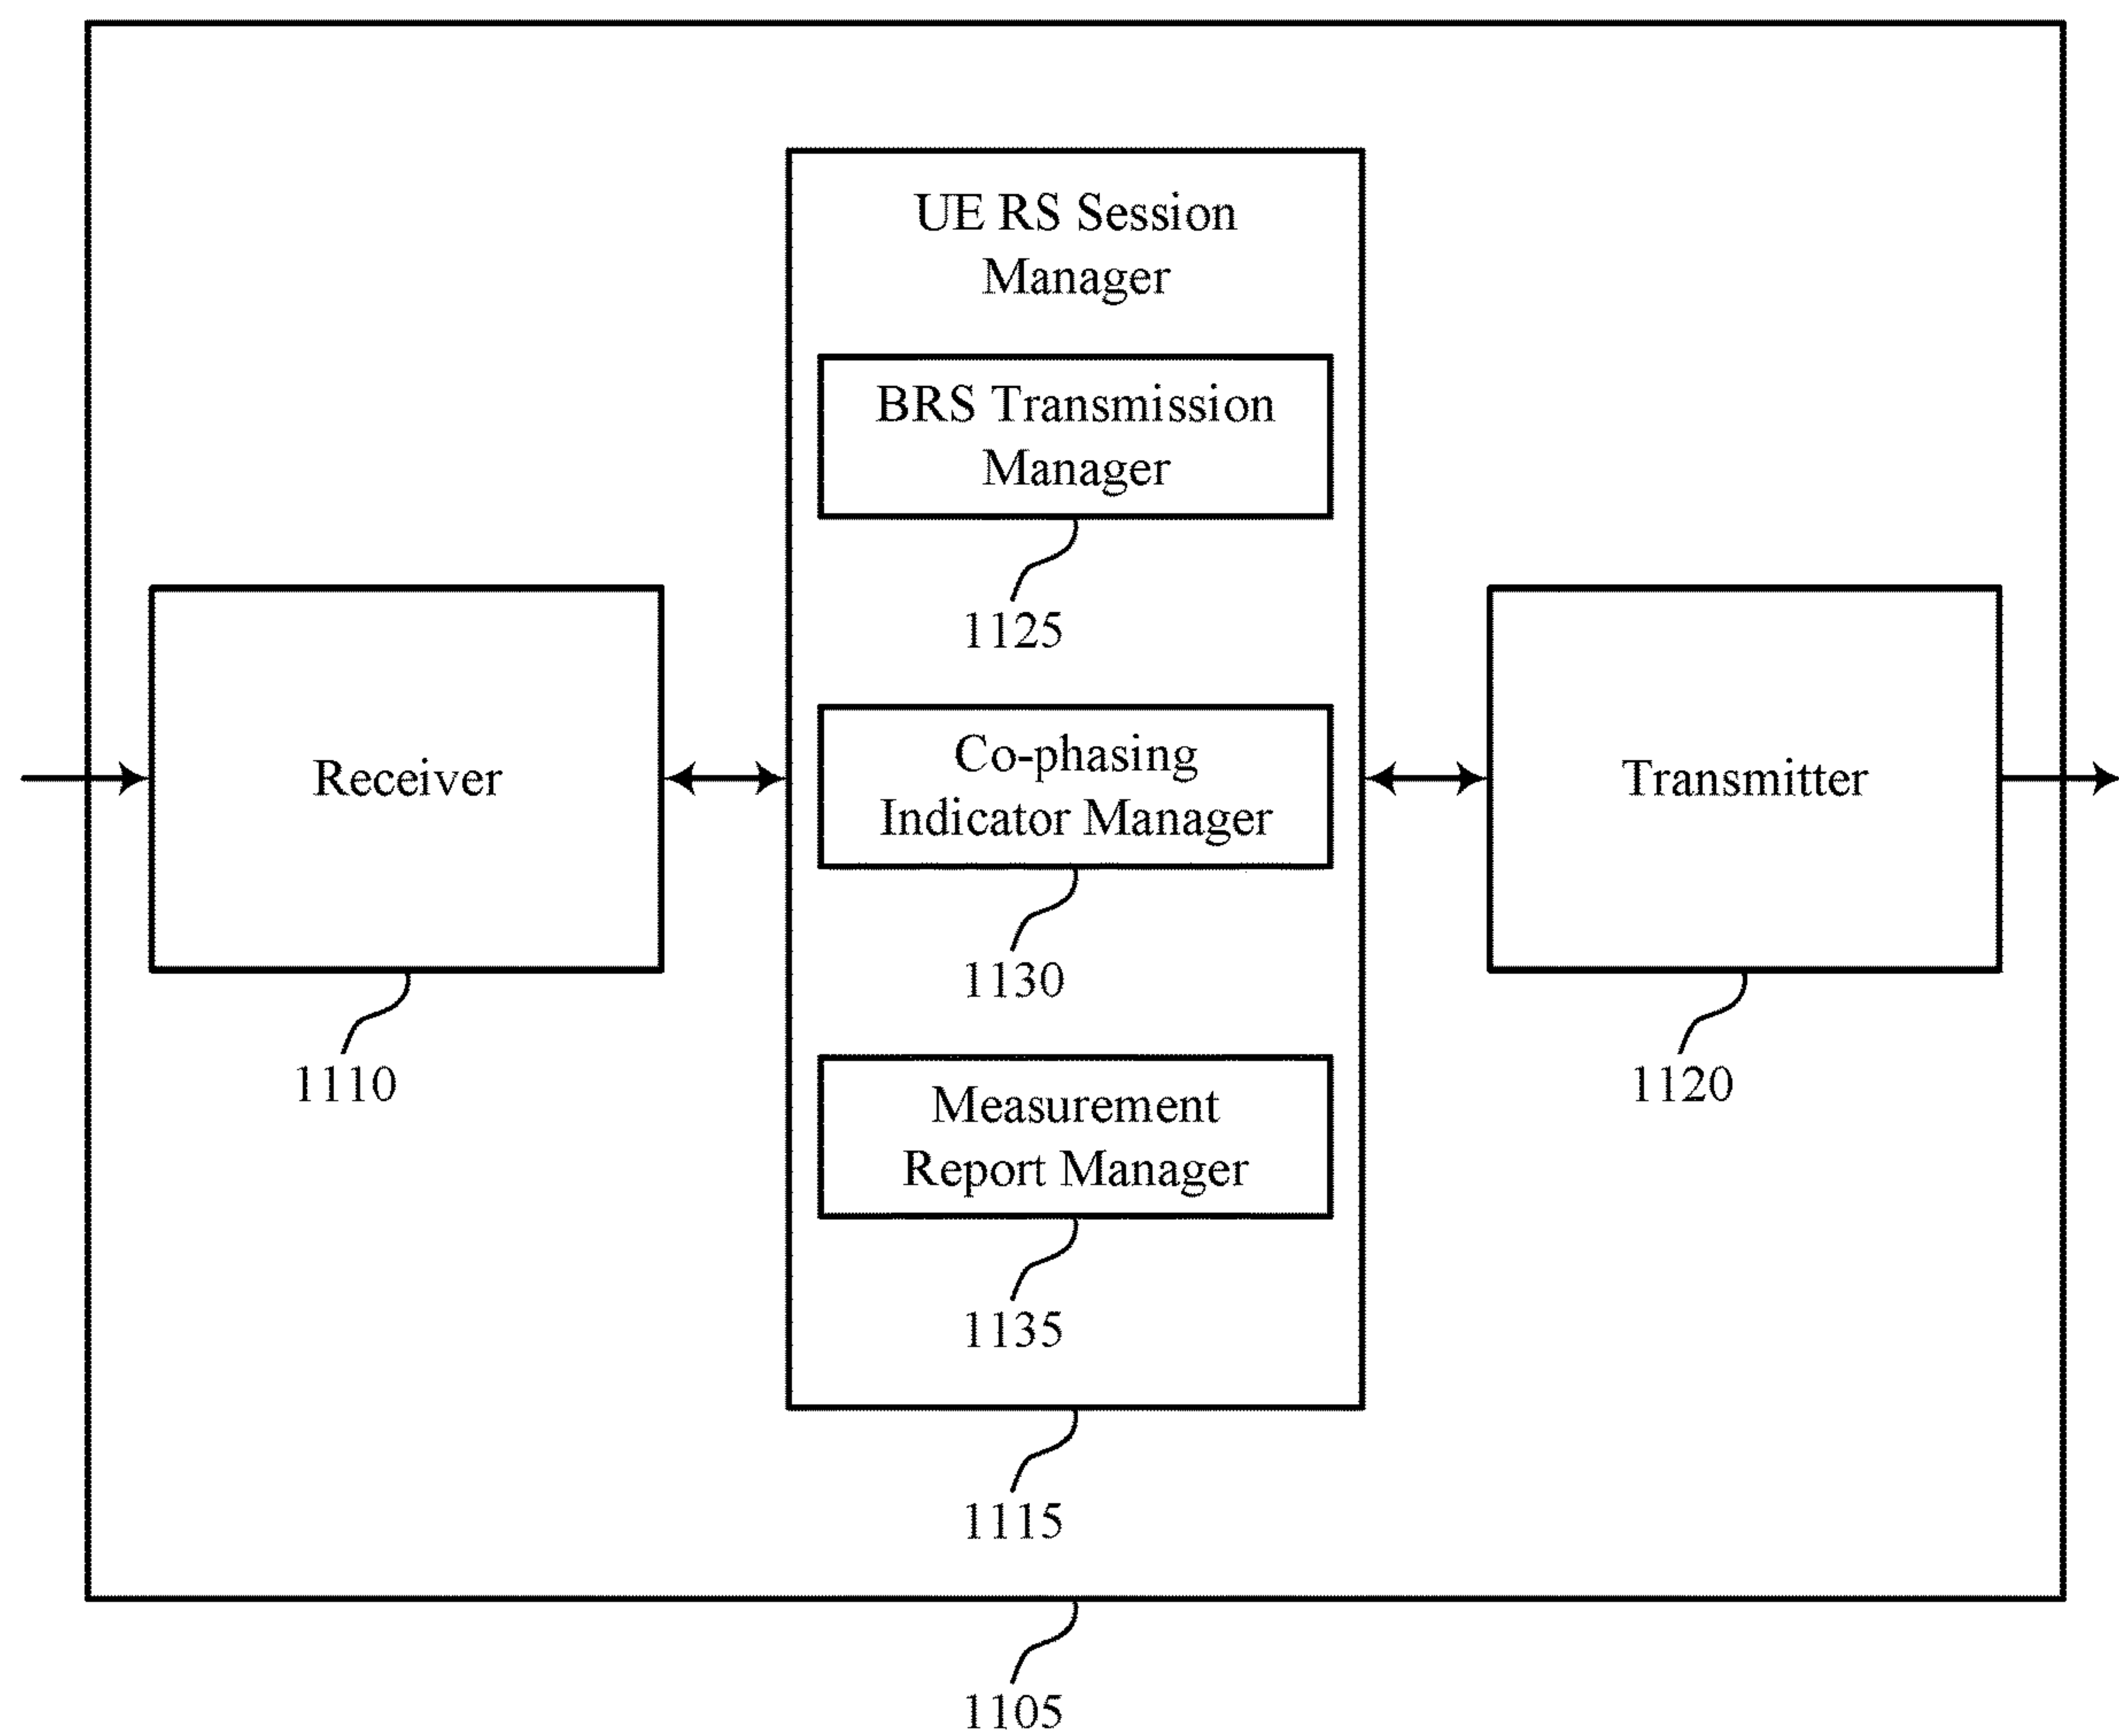 UE RS Session
Manager
BRS Transmission
Manager
1125
Receiver
1110
Co-phasing
Indicator Manager
1130
Transmitter
1120
Measurement
Report Manager
1135
1115
1105